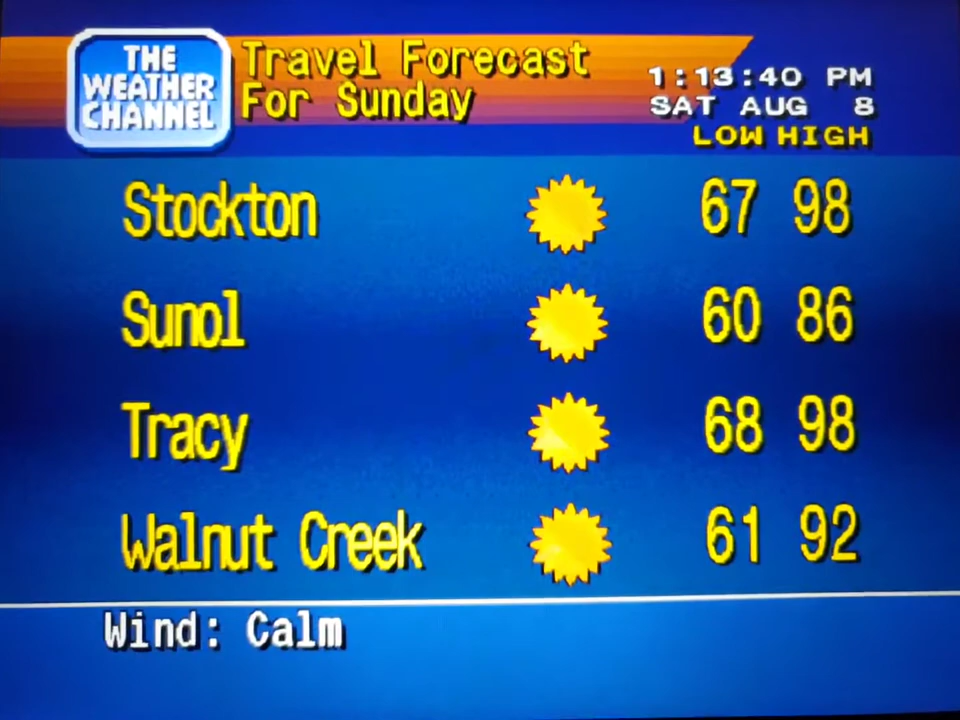 THE
WEATHER
CHANNEL
Travel Forecast
For Sunday
1:13:40 PM
SAT AUG 8
LOW HIGH
Stockton 67 98
Sunol 60 86
Tracy 68 98
Walnut Creek 61 92
Wind: Calm